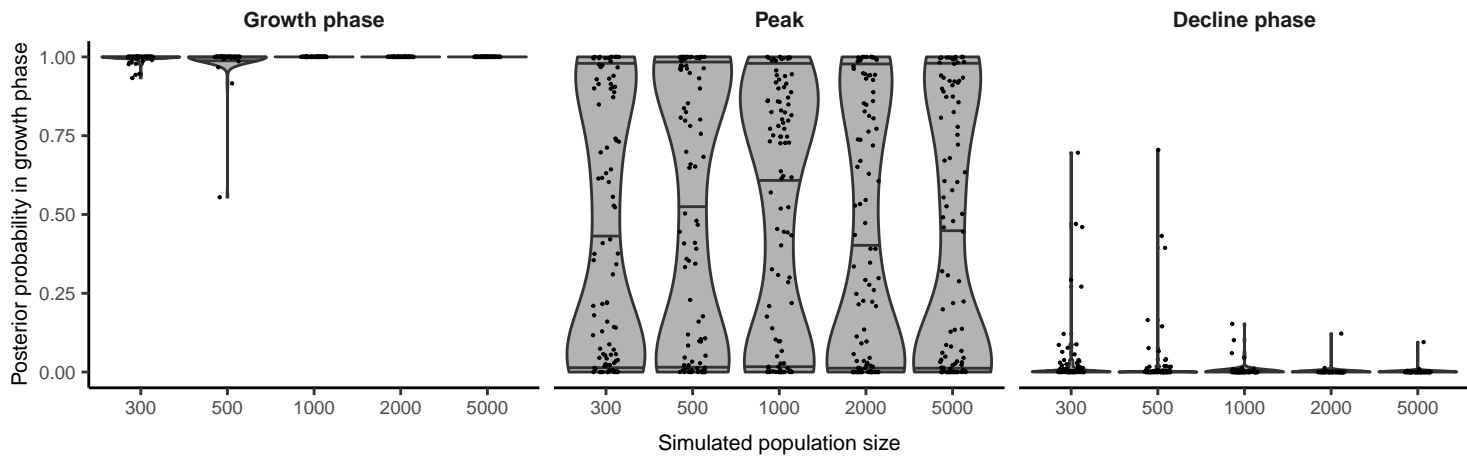 Growth phase
Peak
Decline phase
Posterior probability in growth phase
1.00
0.75
0.50
0.25
0.00
300 500 1000 2000 5000
300 500 1000 2000 5000
300 500 1000 2000 5000
Simulated population size